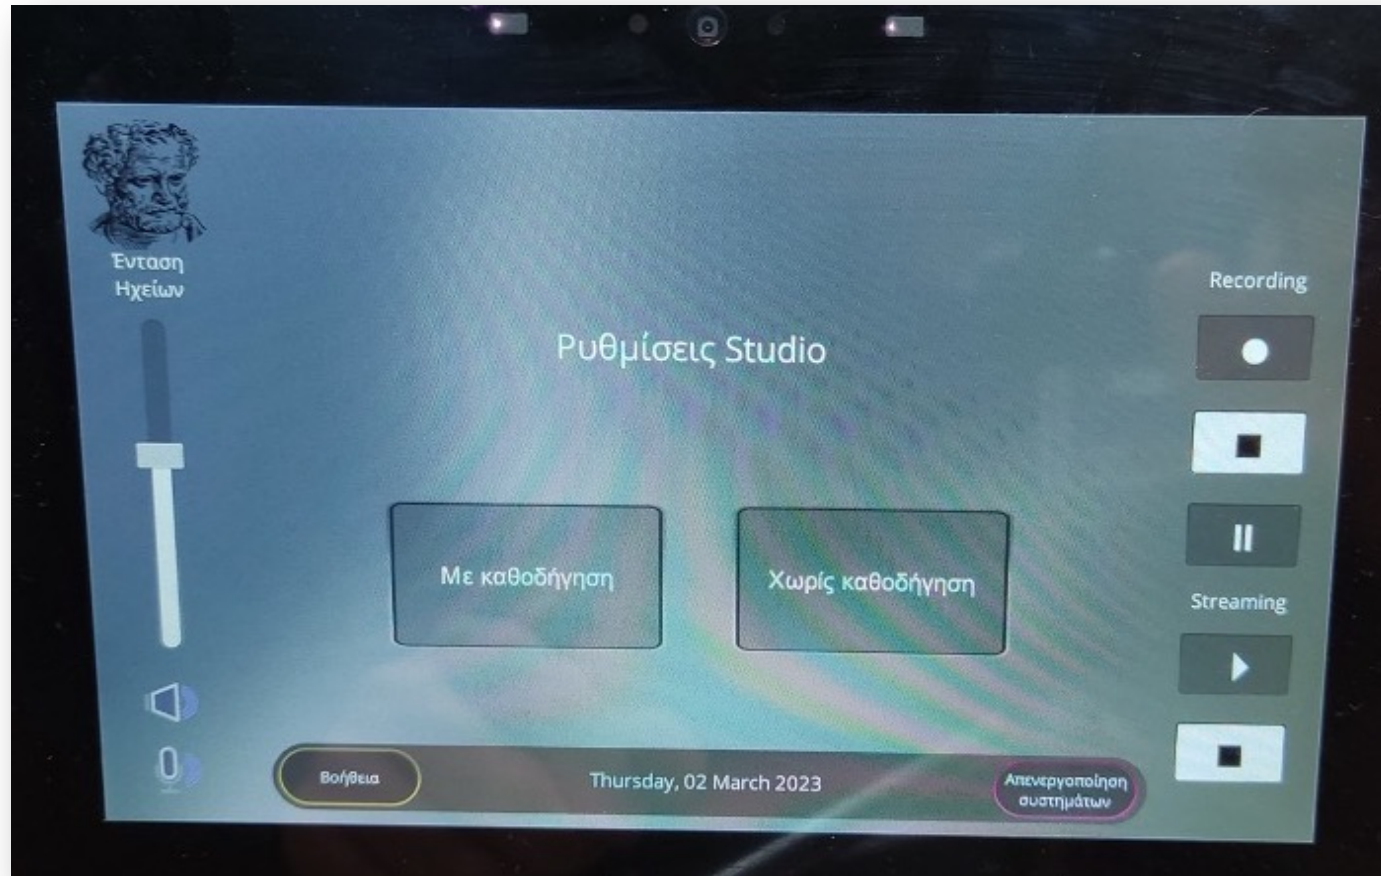 Ένταση
Ηχείων
Recording
Ρυθμίσεις Studio
Με καθοδήγηση
Χωρίς καθοδήγηση
Streaming
Βοήθεια
Thursday, 02 March 2023
Απενεργοποίηση
συστημάτων